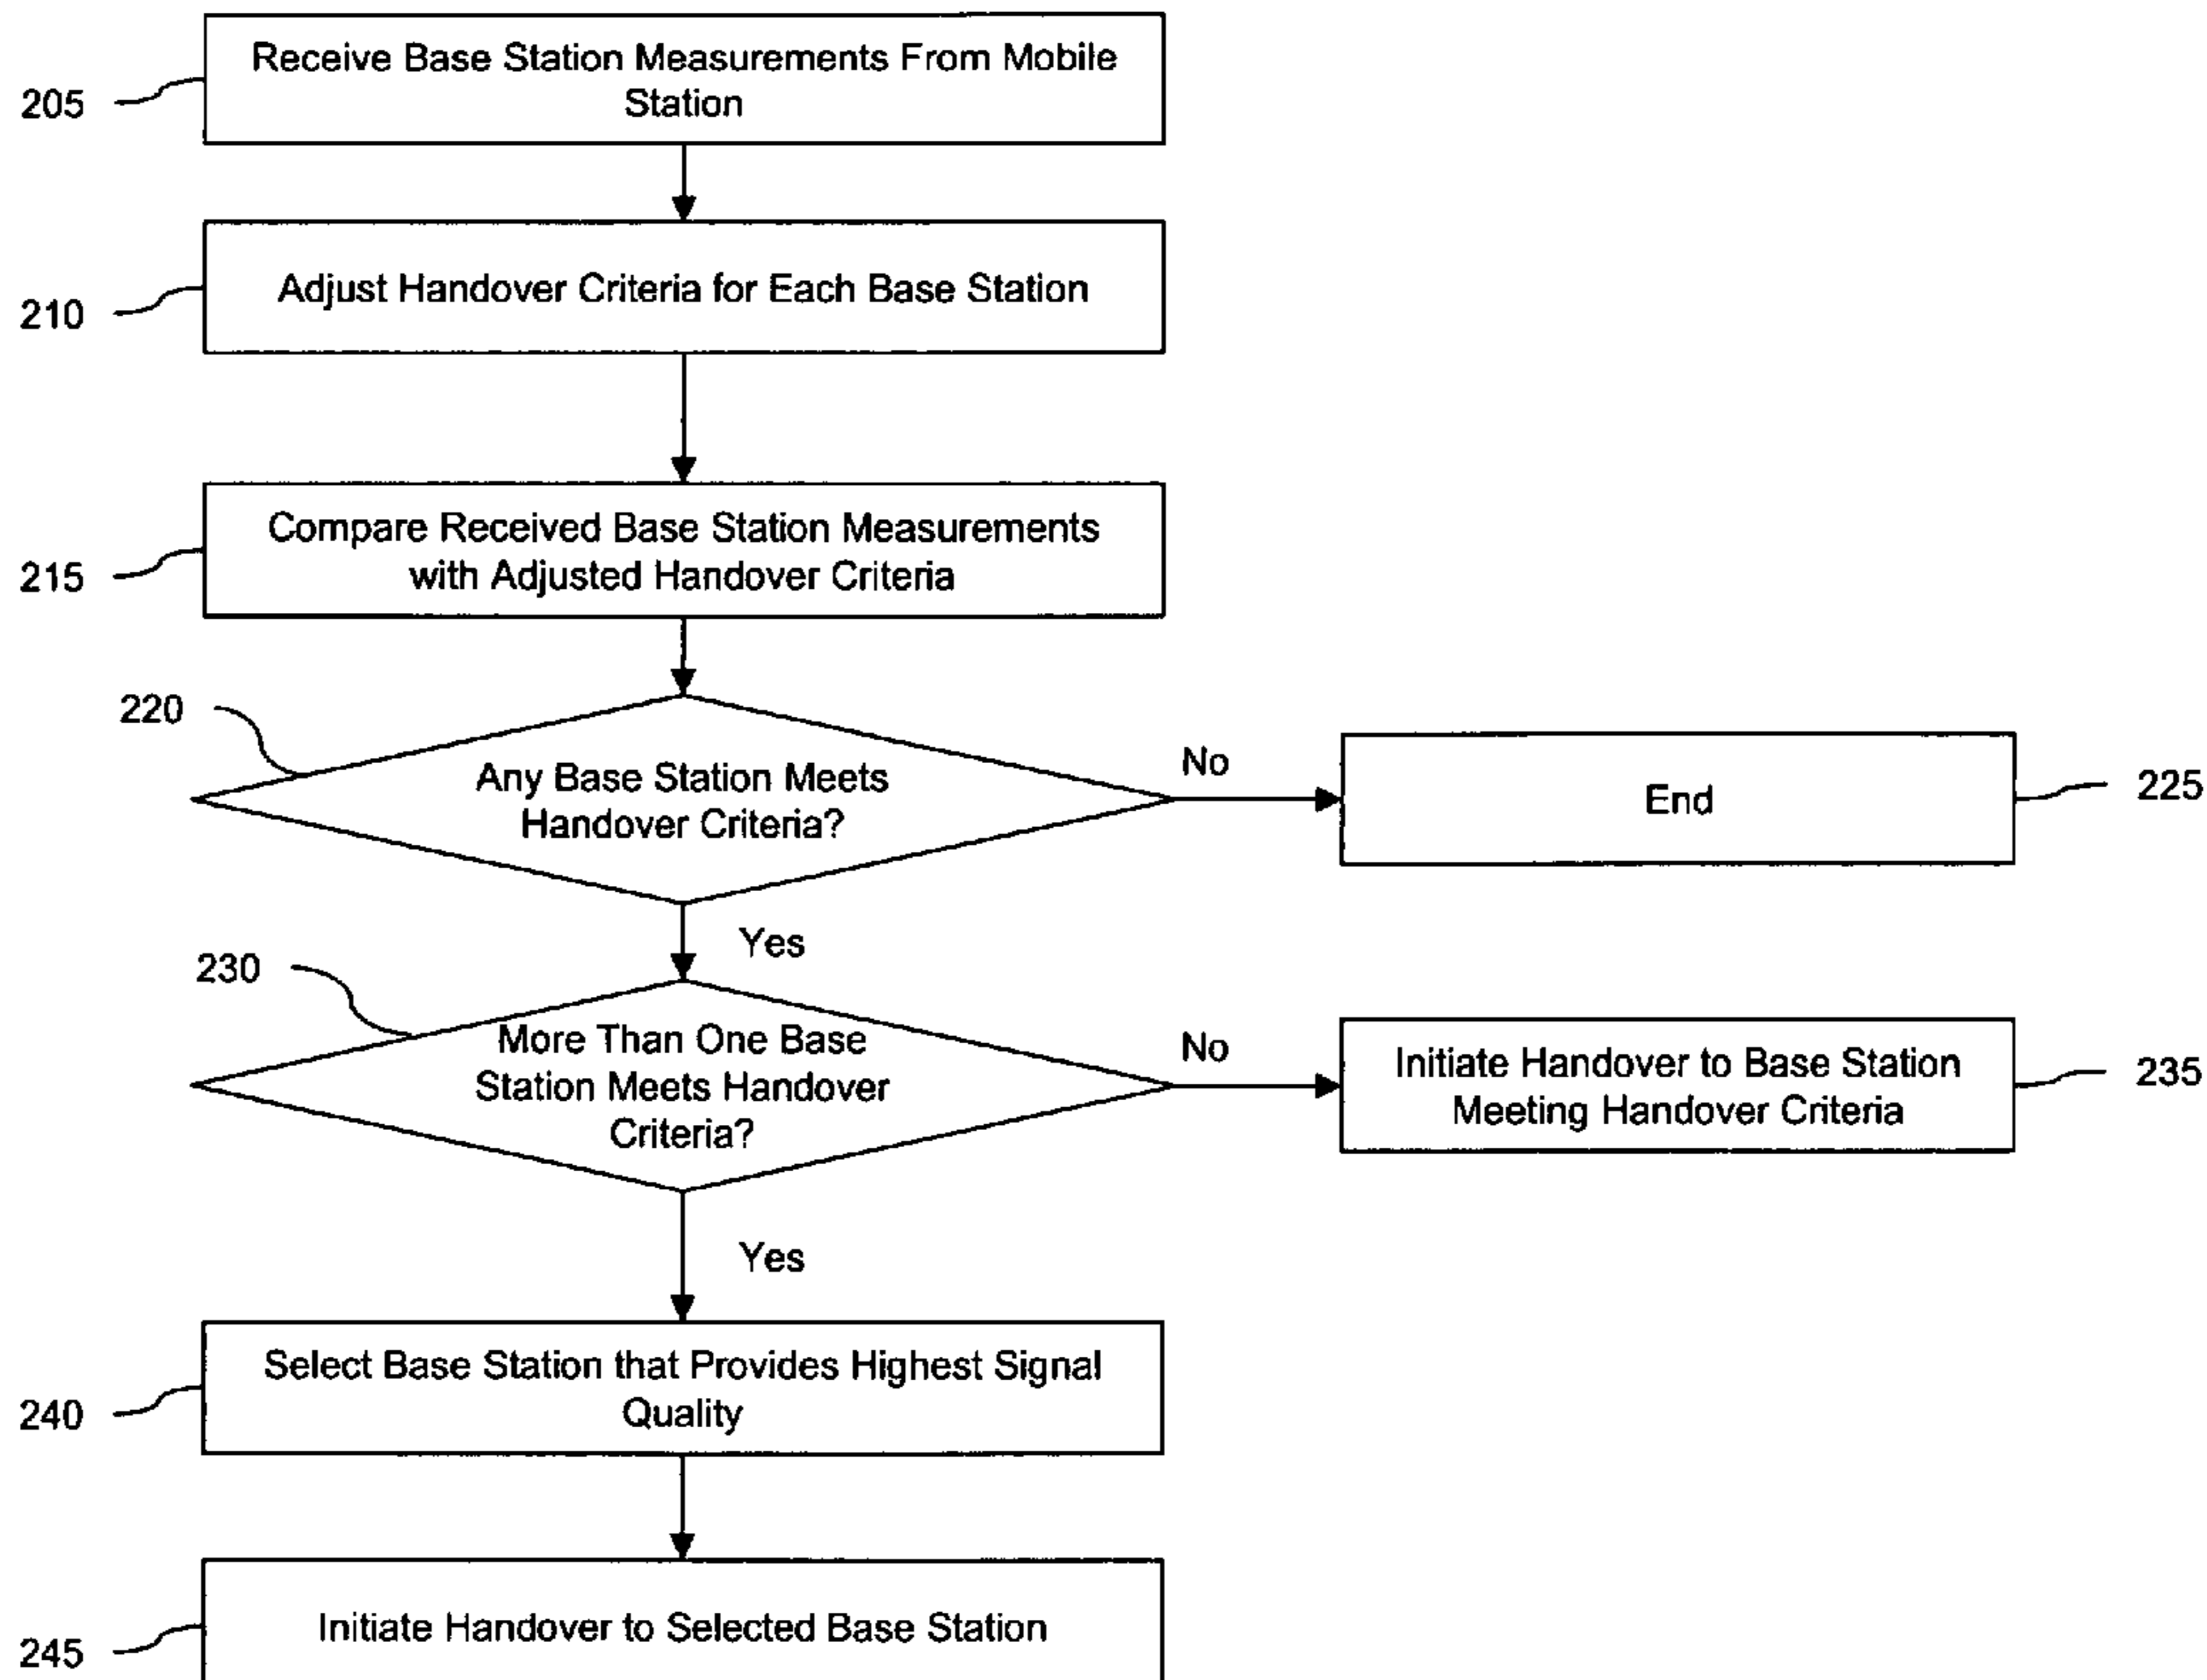 Receive Base Station Measurements From Mobile
Station
205
Adjust Handover Criteria for Each Base Station
210
Compare Received Base Station Measurements
with Adjusted Handover Criteria
215
220
Any Base Station Meets
Handover Criteria?
No
End
225
Yes
230
More Than One Base
Station Meets Handover
Criteria?
No
Initiate Handover to Base Station
Meeting Handover Criteria
235
Yes
Select Base Station that Provides Highest Signal
Quality
240
Initiate Handover to Selected Base Station
245